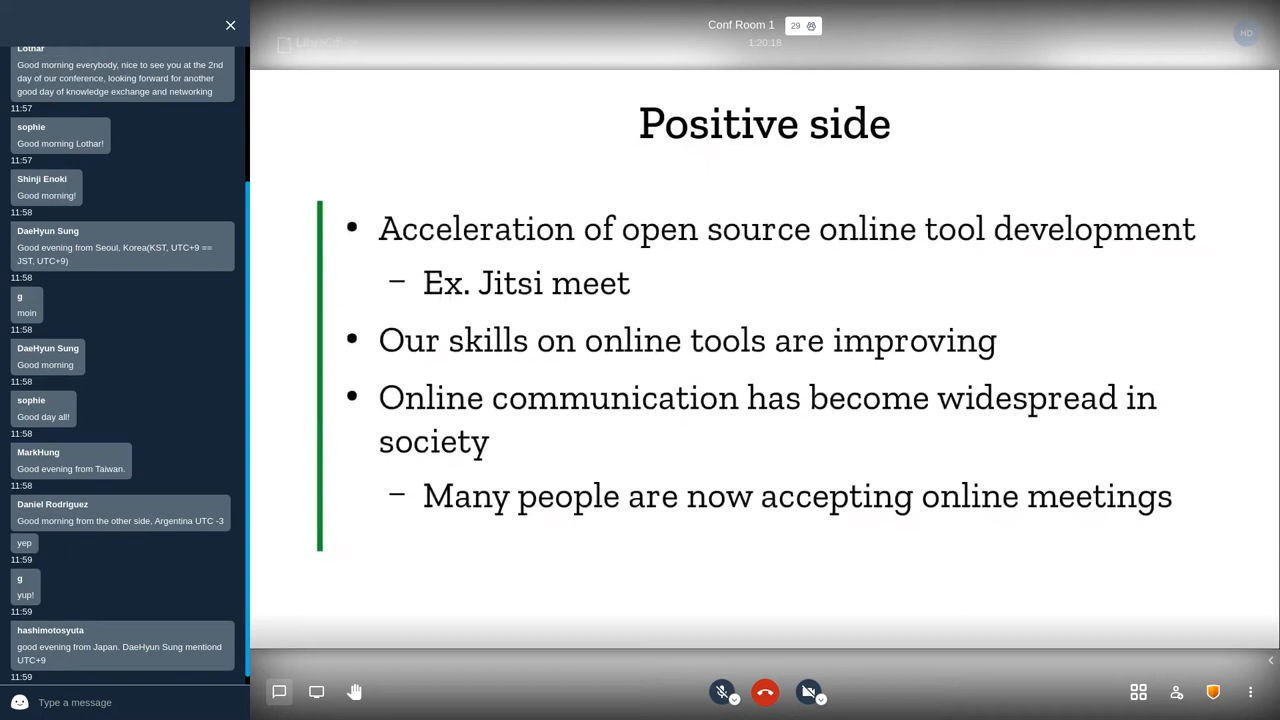 Lothar
Good morning everybody, nice to see you at the 2nd
day of our conference, looking forward for another
good day of knowledge exchange and networking
11:57
sophie
Good morning Lothar!
11:57
Shinji Enoki
Good morning!
11:58
DaeHyun Sung
Good evening from Seoul, Korea(KST, UTC+9 ==
JST, UTC+9)
11:58
g
moin
11:58
DaeHyun Sung
Good morning
11:58
sophie
Good day all!
11:58
MarkHung
Good evening from Taiwan.
11:58
Daniel Rodriguez
Good morning from the other side, Argentina UTC -3
yep
11:59
g
yup!
11:59
hashimotosyuta
good evening from Japan. DaeHyun Sung mentiond
UTC+9
11:59
Type a message
Conf Room 1
29
1:20:18
HD
Positive side
• Acceleration of open source online tool development
– Ex. Jitsi meet
• Our skills on online tools are improving
• Online communication has become widespread in
society
– Many people are now accepting online meetings